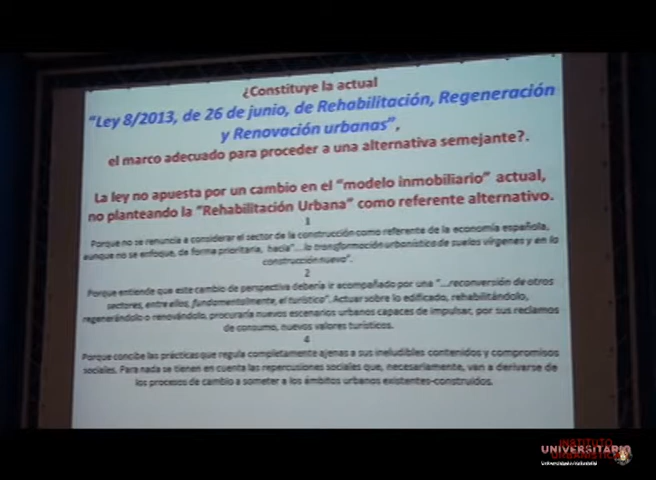 ¿Constituye la actual
"Ley 8/2013, de 26 de junio, de Rehabilitación, Regeneración
y Renovación urbanas",
el marco adecuado para proceder a una alternativa semejante?.
La ley no apuesta por un cambio en el "modelo inmobiliario" actual,
no planteando la "Rehabilitación Urbana" como referente alternativo.
1
Porque no se renuncia a considerar el sector de la construcción como referente de la economía española,
aunque no se enfoque, de forma prioritaria, hacia"...la transformación urbanística de suelos vírgenes y en la
construcción nueva".
2
Porque entiende que este cambio de perspectiva debería ir acompañado por una "...reconversión de otros
sectores, entre ellos, fundamentalmente, el turístico". Actuar sobre lo edificado, rehabilitándolo,
regenerándolo o renovándolo, procuraría nuevos escenarios urbanos capaces de impulsar, por sus reclamos
de consumo, nuevos valores turísticos.
4
Porque concibe las prácticas que regula completamente ajenas a sus ineludibles contenidos y compromisos
sociales. Para nada se tienen en cuenta las repercusiones sociales que, necesariamente, van a derivarse de
los procesos de cambio a someter a los ámbitos urbanos existentes-construidos.
INSTITUTO
UNIVERSITARIO
URBANÍSTICA
Universidad de Valladolid